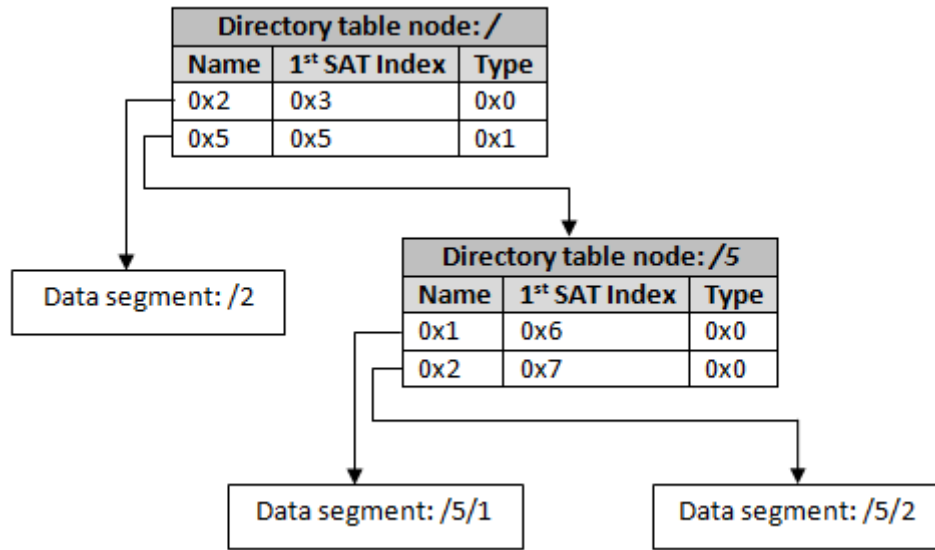 Directory table node: /
Name 1st SAT Index Type
0x2 0x3 0x0
0x5 0x5 0x1
Data segment: /2
Directory table node: /5
Name 1st SAT Index Type
0x1 0x6 0x0
0x2 0x7 0x0
Data segment: /5/1
Data segment: /5/2